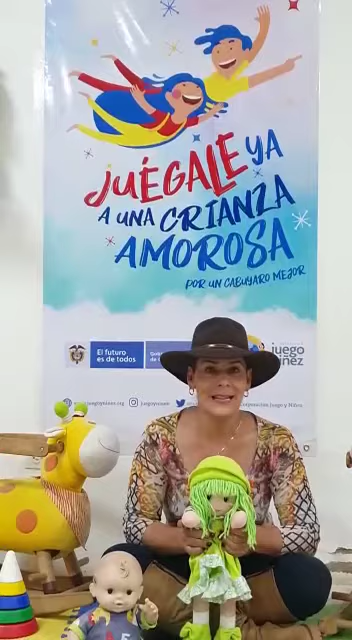 JUÉGALE YA
A UNA CRIANZA
AMOROSA
POR UN CABUYARO MEJOR
El futuro
es de todos
juego